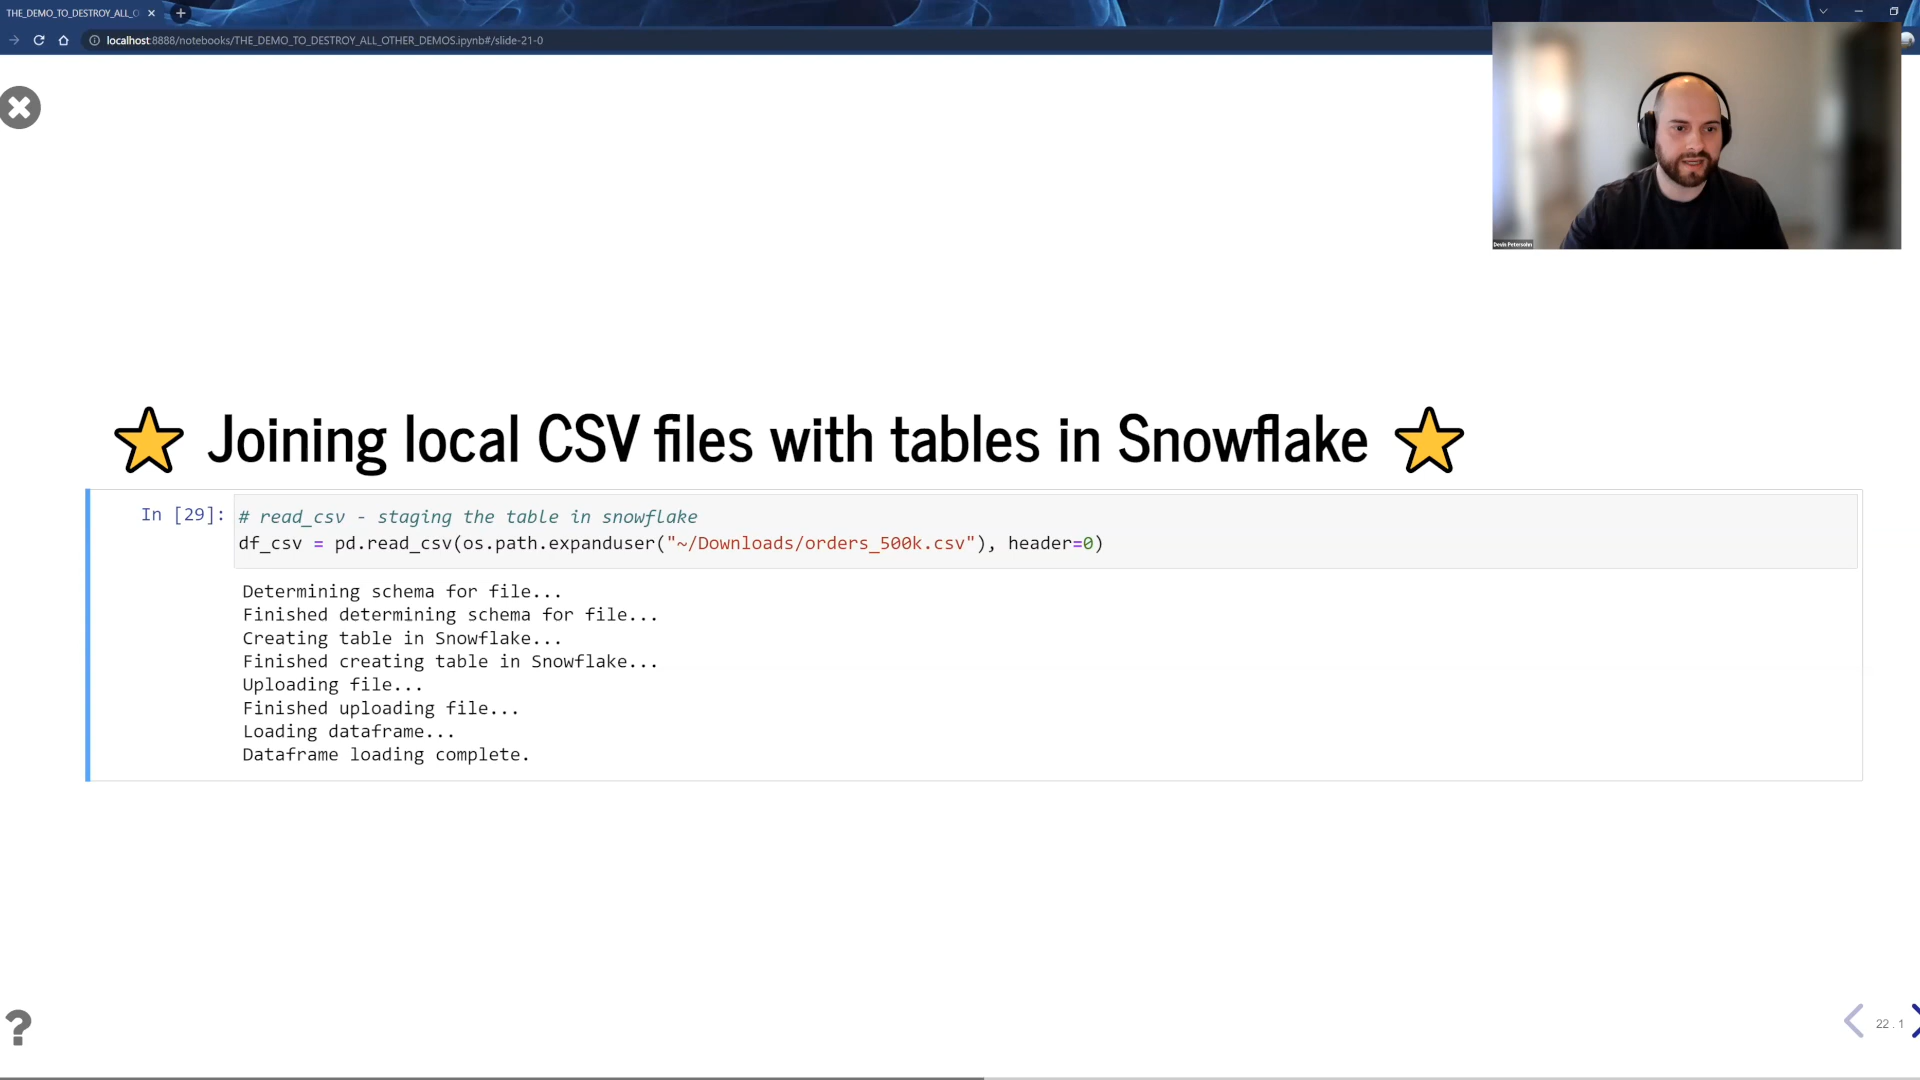 THE_DEMO_TO_DESTROY_ALL_O
localhost:8888/notebooks/THE_DEMO_TO_DESTROY_ALL_OTHER_DEMOS.ipynb#/slide-21-0
Devin Petersohn
Joining local CSV files with tables in Snowflake
In [29]:
# read_csv - staging the table in snowflake
df_csv = pd.read_csv(os.path.expanduser("~/Downloads/orders_500k.csv"), header=0)
Determining schema for file...
Finished determining schema for file...
Creating table in Snowflake...
Finished creating table in Snowflake...
Uploading file...
Finished uploading file...
Loading dataframe...
Dataframe loading complete.
22 . 1